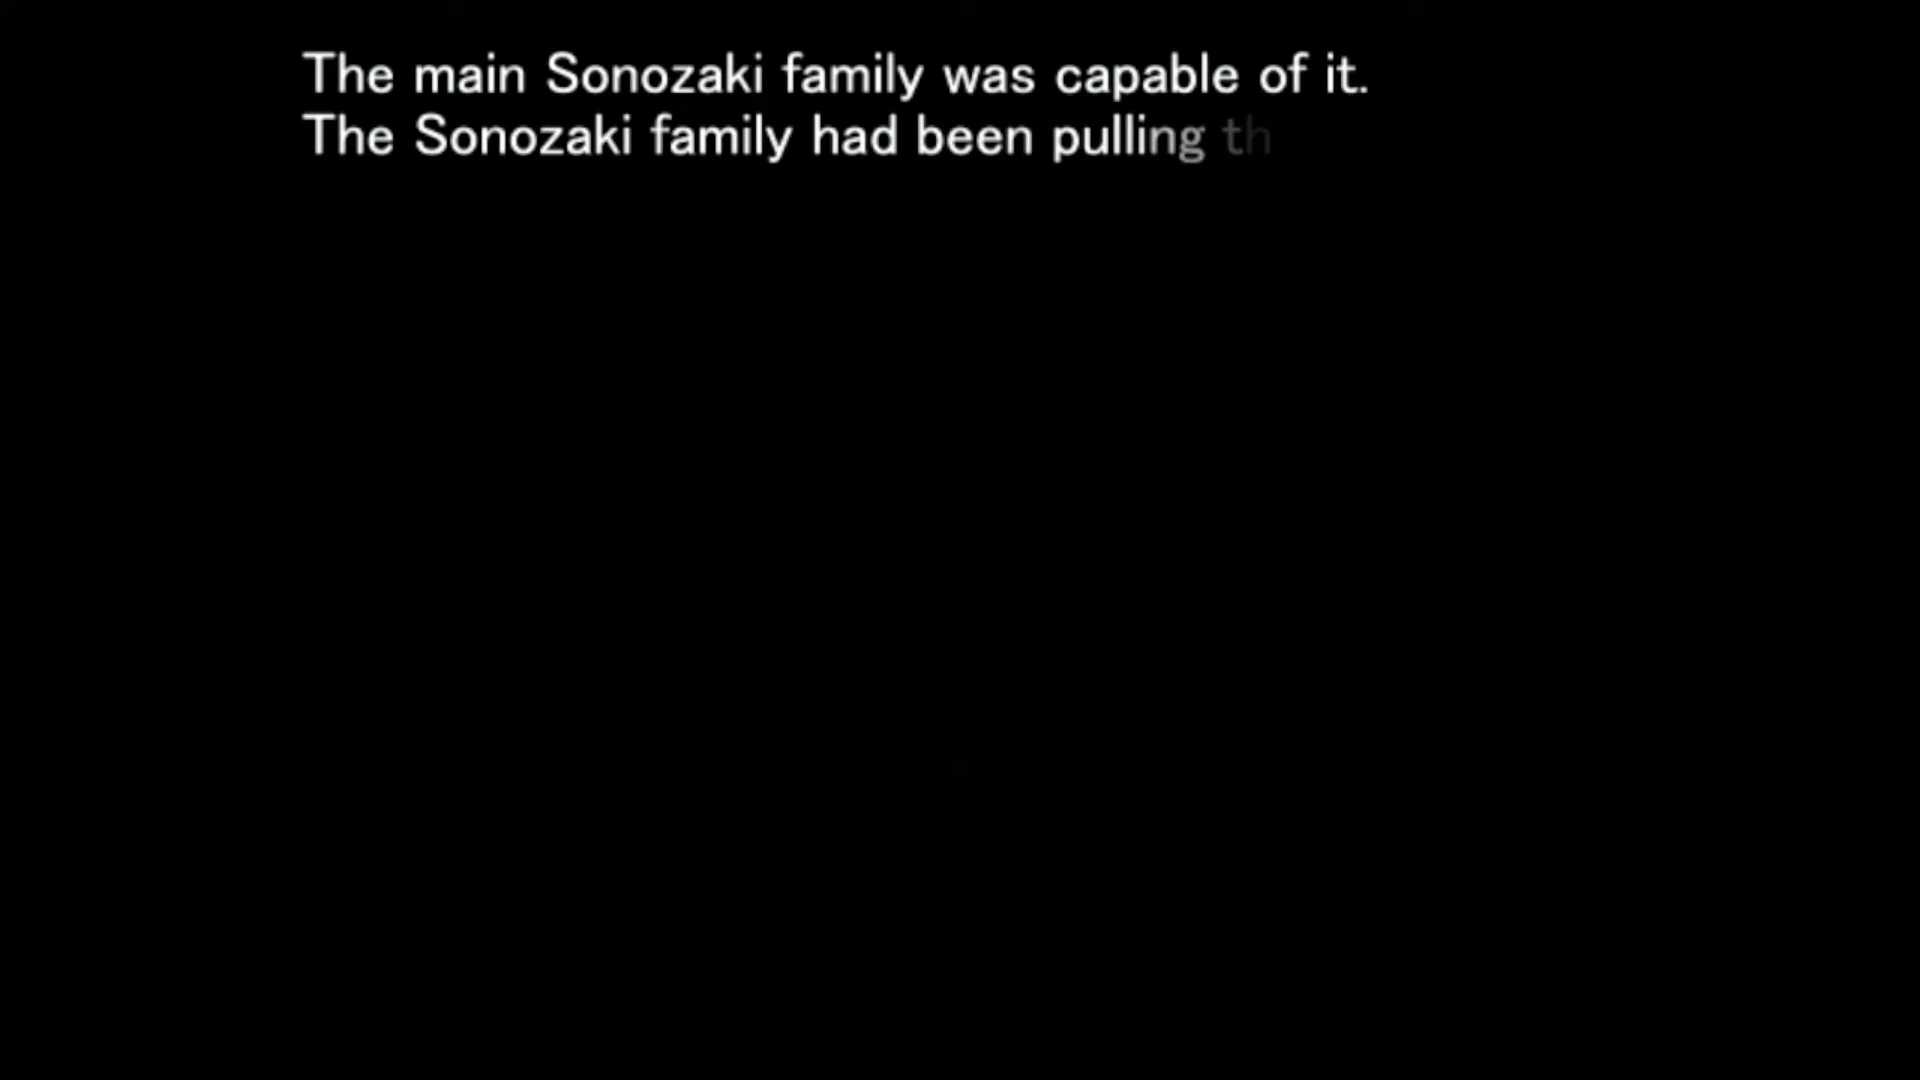 The main Sonozaki family was capable of it.
The Sonozaki family had been pulling th